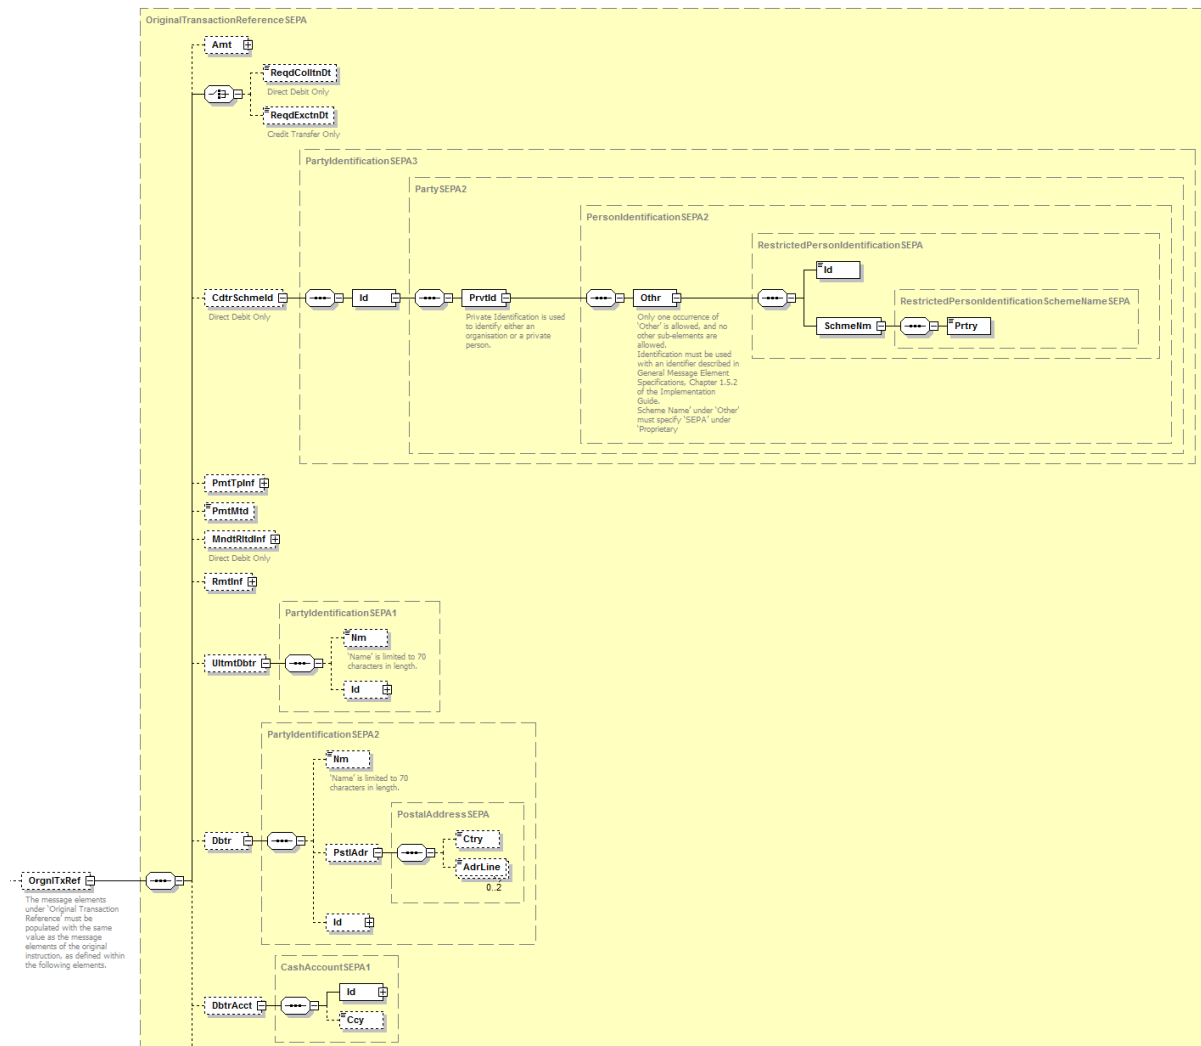 OriginalTransactionReferenceSEPA
Amt
ReqdColltnDt
Direct Debit Only
ReqdExctnDt
Credit Transfer Only
PartyIdentificationSEPA3
PartySEPA2
PersonIdentificationSEPA2
RestrictedPersonIdentificationSEPA
Id
RestrictedPersonIdentificationSchemeNameSEPA
CdtrSchmeId
Direct Debit Only
Id
PrvtId
Private Identification is used
to identify either an
organisation or a private
person.
Othr
Only one occurrence of
'Other' is allowed, and no
other sub-elements are
allowed.
Identification must be used
with an identifier described in
General Message Element
Specifications, Chapter 1.5.2
of the Implementation
Guide.
Scheme Name' under 'Other'
must specify 'SEPA' under
'Proprietary
SchmeNm
Prtry
PmtTpInf
PmtMtd
MndtRltdInf
Direct Debit Only
RmtInf
PartyIdentificationSEPA1
UltmtDbtr
Nm
'Name' is limited to 70
characters in length.
Id
PartyIdentificationSEPA2
Nm
'Name' is limited to 70
characters in length.
Dbtr
PostalAddressSEPA
PstlAdr
Ctry
AdrLine
0..2
Id
OrgnlTxRef
The message elements
under 'Original Transaction
Reference' must be
populated with the same
value as the message
elements of the original
instruction, as defined within
the following elements.
CashAccountSEPA1
DbtrAcct
Id
Ccy